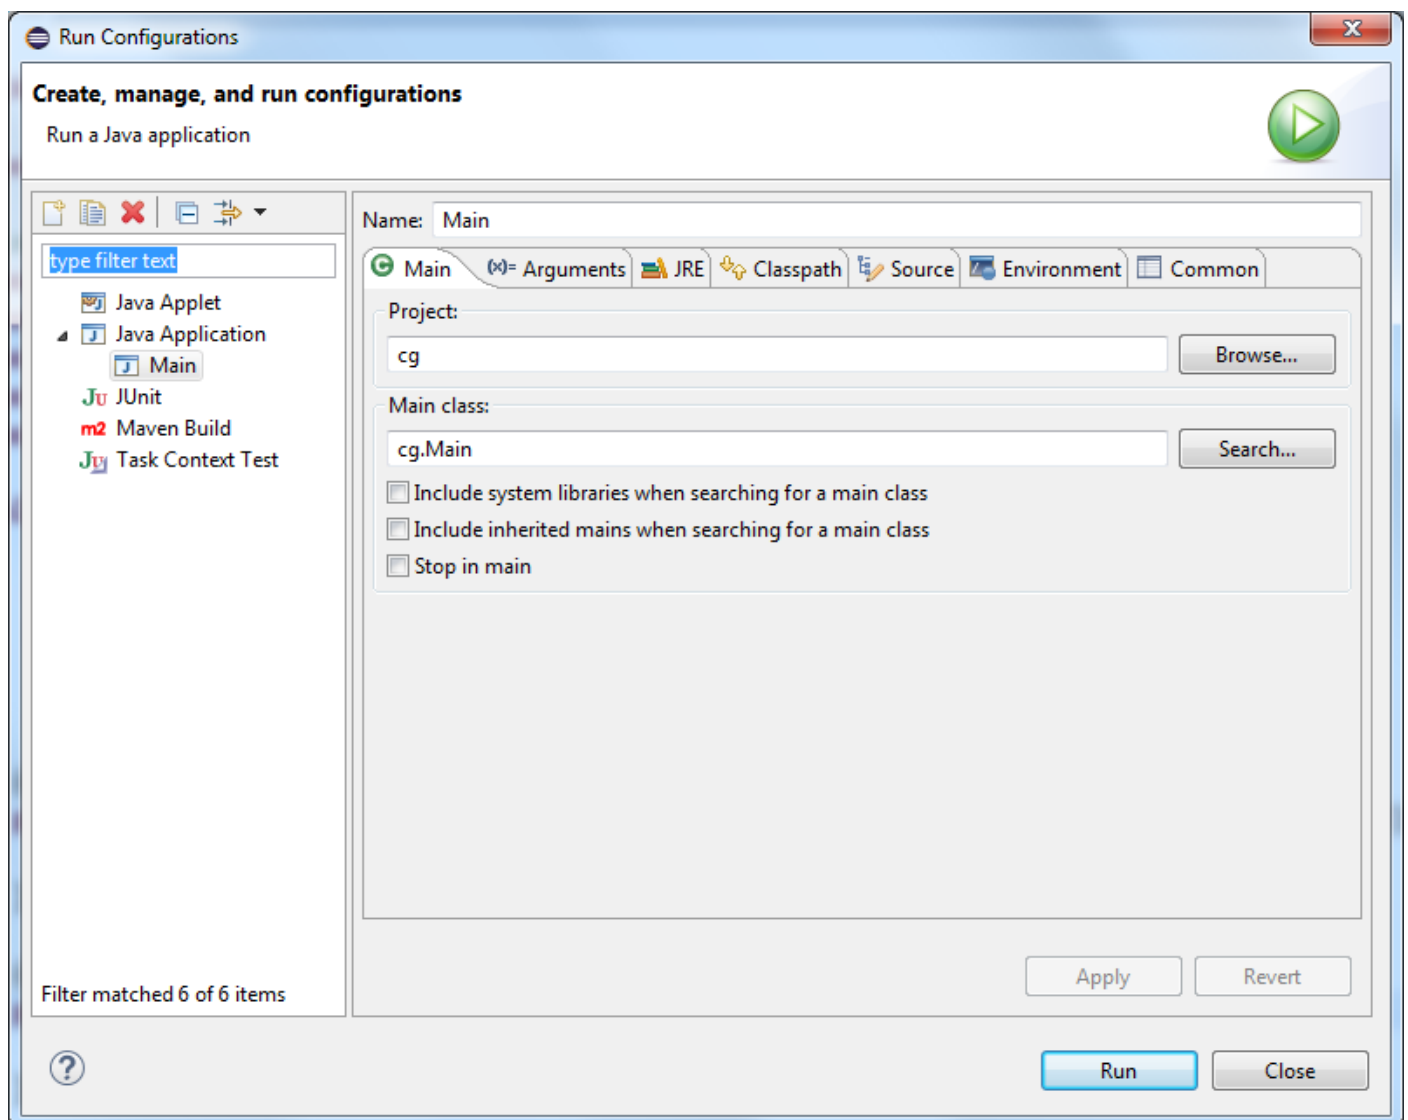 Run Configurations
X
Create, manage, and run configurations
Run a Java application
type filter text
Java Applet
J Java Application
J Main
Ju JUnit
m2 Maven Build
Ju Task Context Test
Filter matched 6 of 6 items
Name: Main
C Main (x)= Arguments JRE Classpath Source Environment Common
Project:
cg Browse...
Main class:
cg.Main Search...
Include system libraries when searching for a main class
Include inherited mains when searching for a main class
Stop in main
Apply Revert
? Run Close